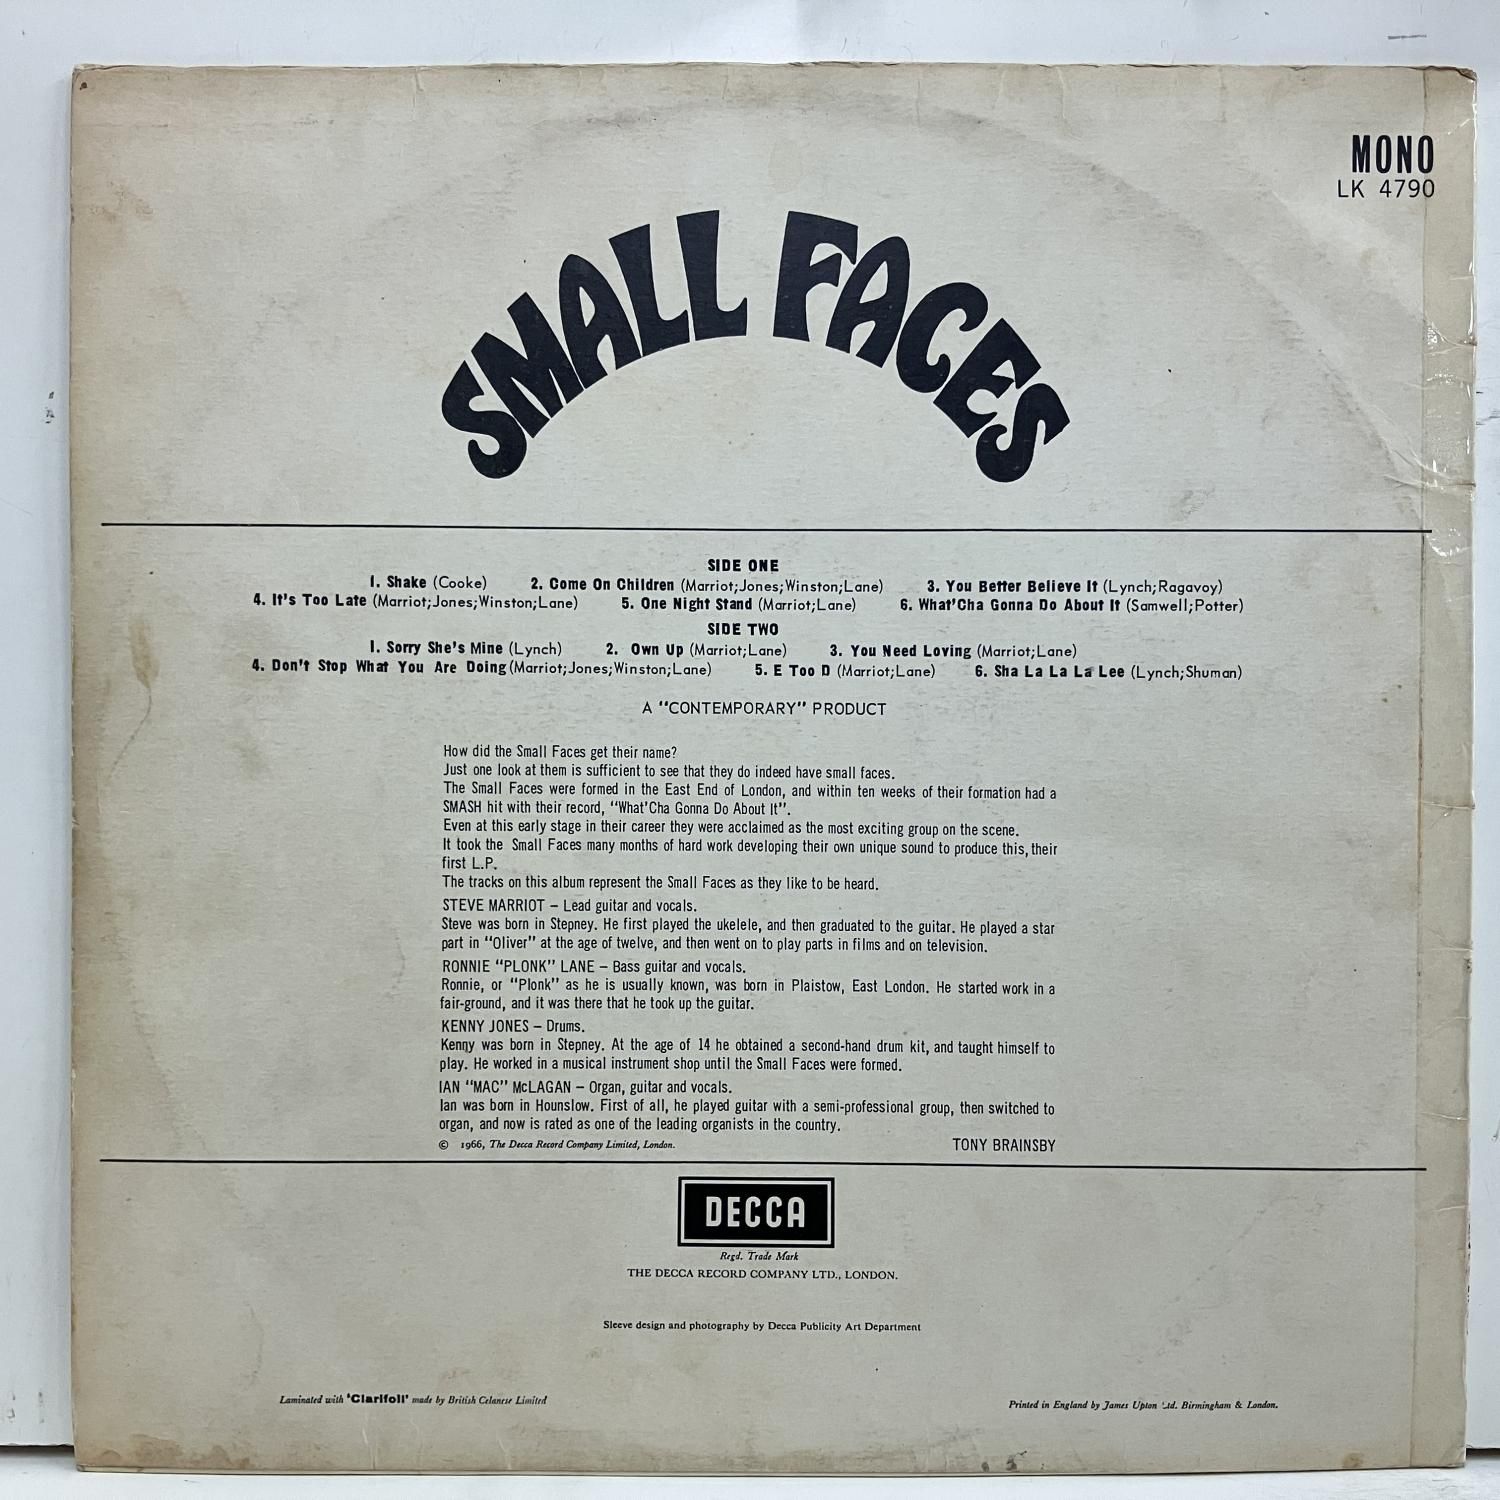 MONO
LK 4790
SMALL FACES
SIDE ONE
1. Shake (Cooke) 2. Come On Children (Marriot;Jones;Winston;Lane) 3. You Better Believe It (Lynch;Ragavoy)
4. It's Too Late (Marriot;Jones;Winston;Lane) 5. One Night Stand (Marriot;Lane) 6. What'Cha Gonna Do About It (Samwell;Potter)
SIDE TWO
1. Sorry She's Mine (Lynch) 2. Own Up (Marriot;Lane) 3. You Need Loving (Marriot;Lane)
4. Don't Stop What You Are Doing (Marriot;Jones;Winston;Lane) 5. E Too D (Marriot;Lane) 6. Sha La La La Lee (Lynch;Shuman)
A "CONTEMPORARY" PRODUCT
How did the Small Faces get their name?
Just one look at them is sufficient to see that they do indeed have small faces.
The Small Faces were formed in the East End of London, and within ten weeks of their formation had a
SMASH hit with their record, "What'Cha Gonna Do About It".
Even at this early stage in their career they were acclaimed as the most exciting group on the scene.
It took the Small Faces many months of hard work developing their own unique sound to produce this, their
first L.P.
The tracks on this album represent the Small Faces as they like to be heard.
STEVE MARRIOT – Lead guitar and vocals.
Steve was born in Stepney. He first played the ukelele, and then graduated to the guitar. He played a star
part in "Oliver" at the age of twelve, and then went on to play parts in films and on television.
RONNIE "PLONK" LANE – Bass guitar and vocals.
Ronnie, or "Plonk" as he is usually known, was born in Plaistow, East London. He started work in a
fair-ground, and it was there that he took up the guitar.
KENNY JONES – Drums.
Kenny was born in Stepney. At the age of 14 he obtained a second-hand drum kit, and taught himself to
play. He worked in a musical instrument shop until the Small Faces were formed.
IAN "MAC" McLAGAN – Organ, guitar and vocals.
Ian was born in Hounslow. First of all, he played guitar with a semi-professional group, then switched to
organ, and now is rated as one of the leading organists in the country.
© 1966, The Decca Record Company Limited, London. TONY BRAINSBY
DECCA
Regd. Trade Mark
THE DECCA RECORD COMPANY LTD., LONDON.
Sleeve design and photography by Decca Publicity Art Department
Laminated with 'Clarifoil' made by British Celanese Limited
Printed in England by James Upton Ltd. Birmingham & London.